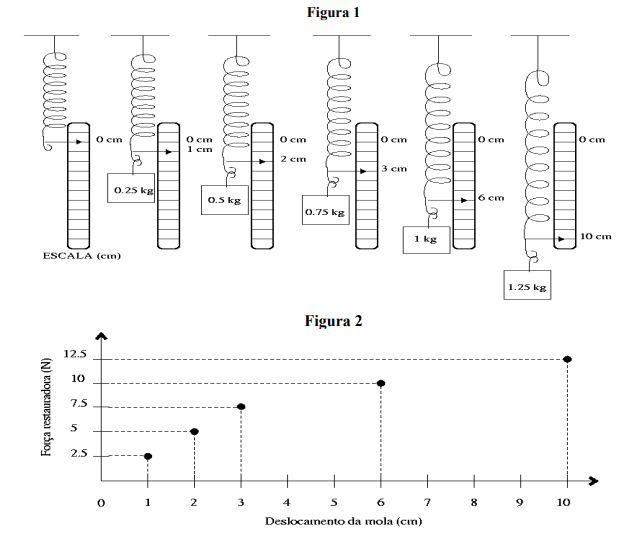 Figura 1
0 cm
0 cm
1 cm
0 cm
2 cm
0 cm
3 cm
0 cm
6 cm
0 cm
10 cm
0.25 kg
0.5 kg
0.75 kg
1 kg
1.25 kg
ESCALA (cm)
Figura 2
Força restauradora (N)
12.5
10
7.5
5
2.5
0 1 2 3 4 5 6 7 8 9 10
Deslocamento da mola (cm)